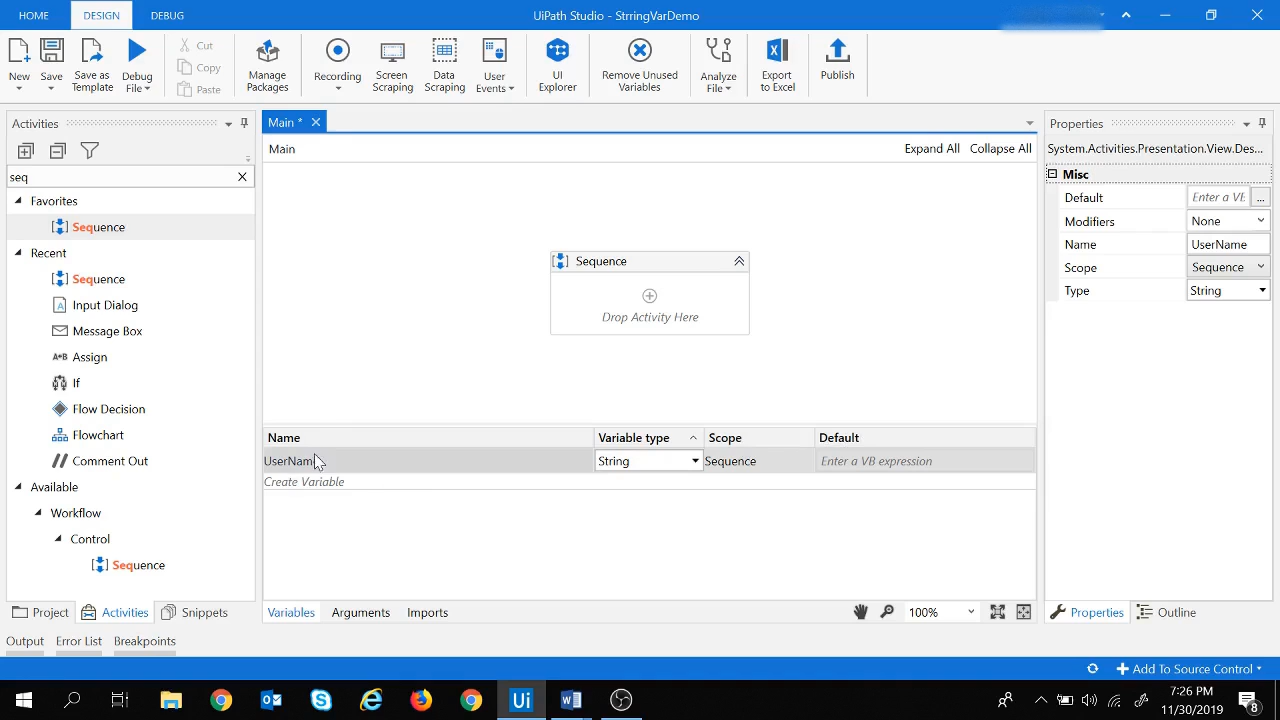 HOME
DESIGN
DEBUG
UiPath Studio - StrringVarDemo
New
Save
Save as
Template
Debug
File
Cut
Copy
Paste
Manage
Packages
Recording
Screen
Scraping
Data
Scraping
User
Events
UI
Explorer
Remove Unused
Variables
Analyze
File
Export
to Excel
Publish
Activities
seq
Favorites
Sequence
Recent
Sequence
Input Dialog
Message Box
Assign
If
Flow Decision
Flowchart
Comment Out
Available
Workflow
Control
Sequence
Project
Activities
Snippets
Main *
Main
Expand All
Collapse All
Sequence
Drop Activity Here
Name Variable type Scope Default
UserNam String Sequence Enter a VB expression
Create Variable
Variables
Arguments
Imports
100%
Properties
System.Activities.Presentation.View.Des...
Misc
Default Enter a VE ...
Modifiers None
Name UserName
Scope Sequence
Type String
Properties
Outline
Output
Error List
Breakpoints
Add To Source Control
Ui
7:26 PM
11/30/2019
8